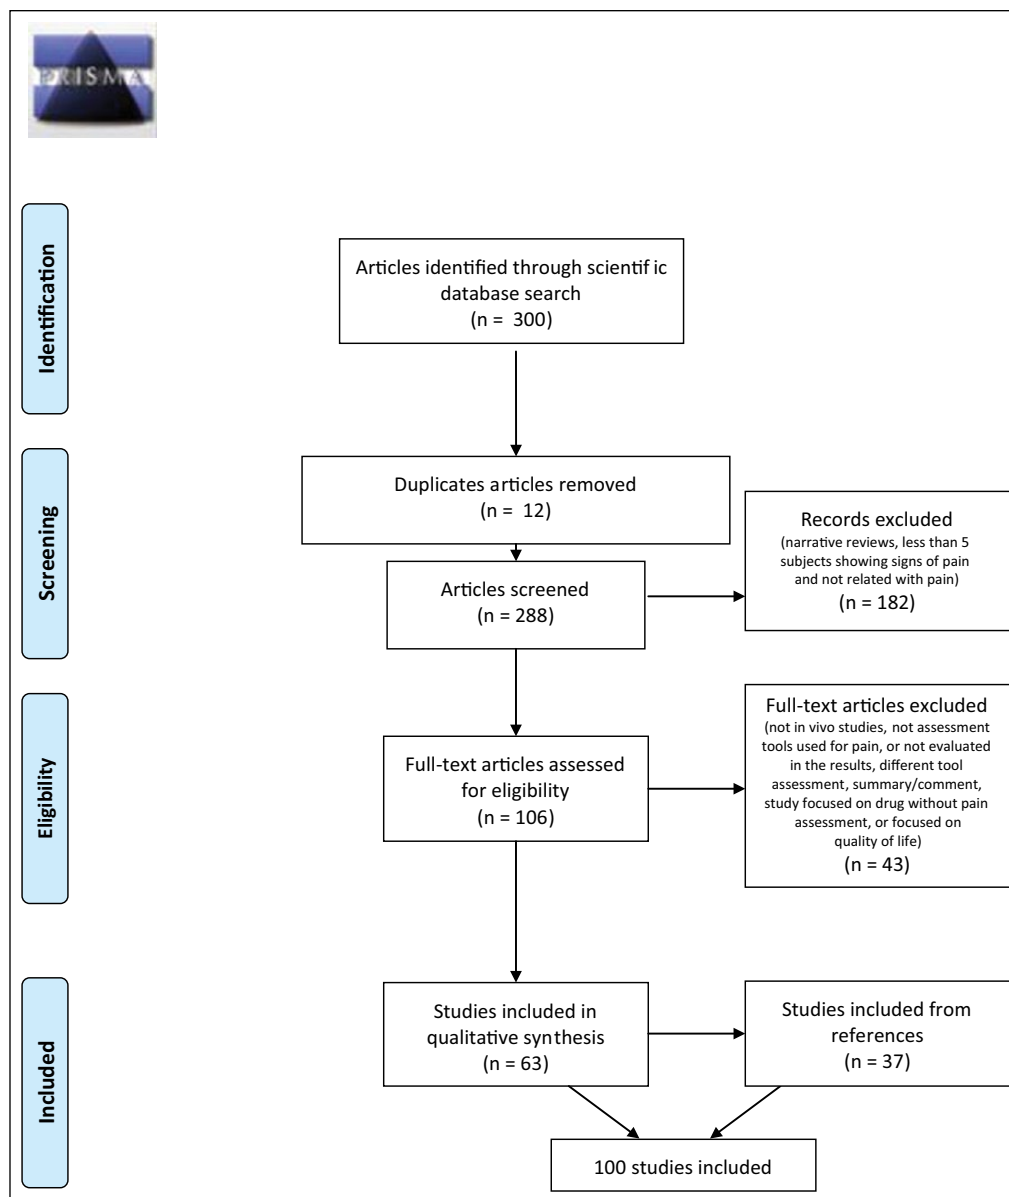 PRISMA
Identification
Articles identified through scientific
database search
(n = 300)
Screening
Duplicates articles removed
(n = 12)
Articles screened
(n = 288)
Records excluded
(narrative reviews, less than 5
subjects showing signs of pain
and not related with pain)
(n = 182)
Eligibility
Full-text articles assessed
for eligibility
(n = 106)
Full-text articles excluded
(not in vivo studies, not assessment
tools used for pain, or not evaluated
in the results, different tool
assessment, summary/comment,
study focused on drug without pain
assessment, or focused on
quality of life)
(n = 43)
Included
Studies included in
qualitative synthesis
(n = 63)
Studies included from
references
(n = 37)
100 studies included